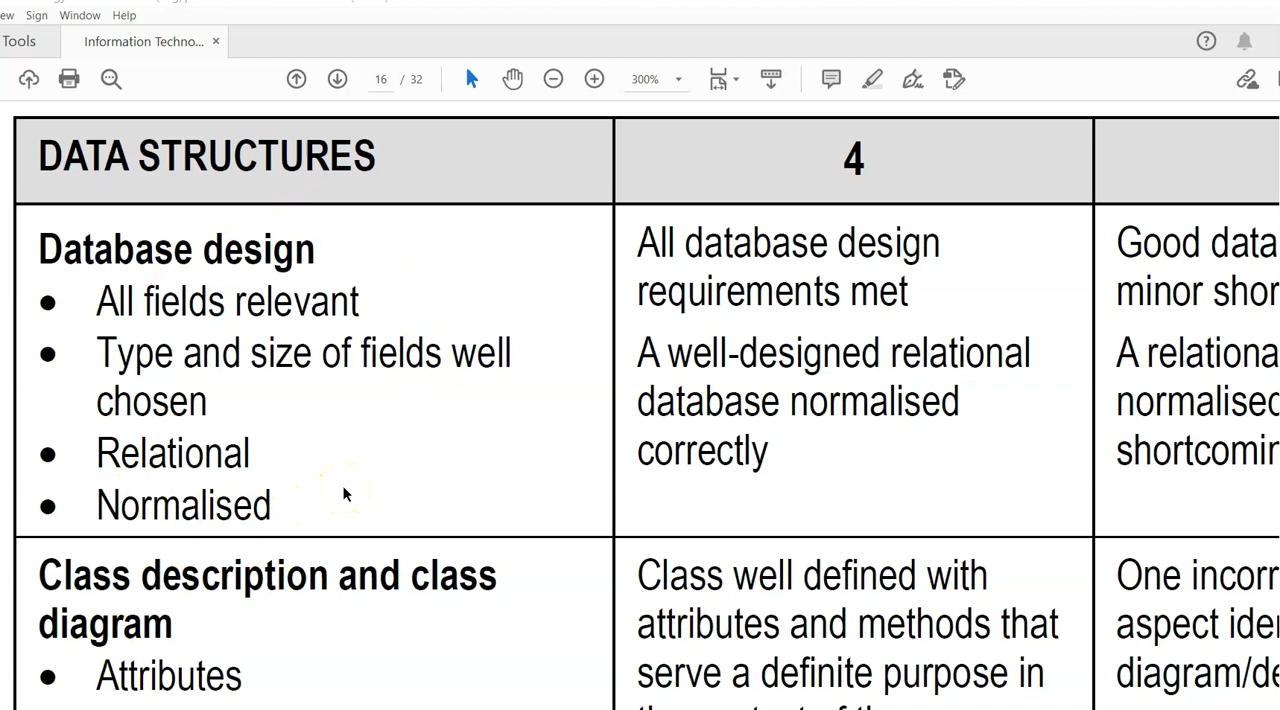 ew Sign Window Help
Tools Information Techno... ×
16 / 32 300%
DATA STRUCTURES 4
Database design
• All fields relevant
• Type and size of fields well
chosen
• Relational
• Normalised
All database design
requirements met
A well-designed relational
database normalised
correctly
Good data
minor shor
A relationa
normalised
shortcomin
Class description and class
diagram
• Attributes
Class well defined with
attributes and methods that
serve a definite purpose in
One incorr
aspect iden
diagram/de